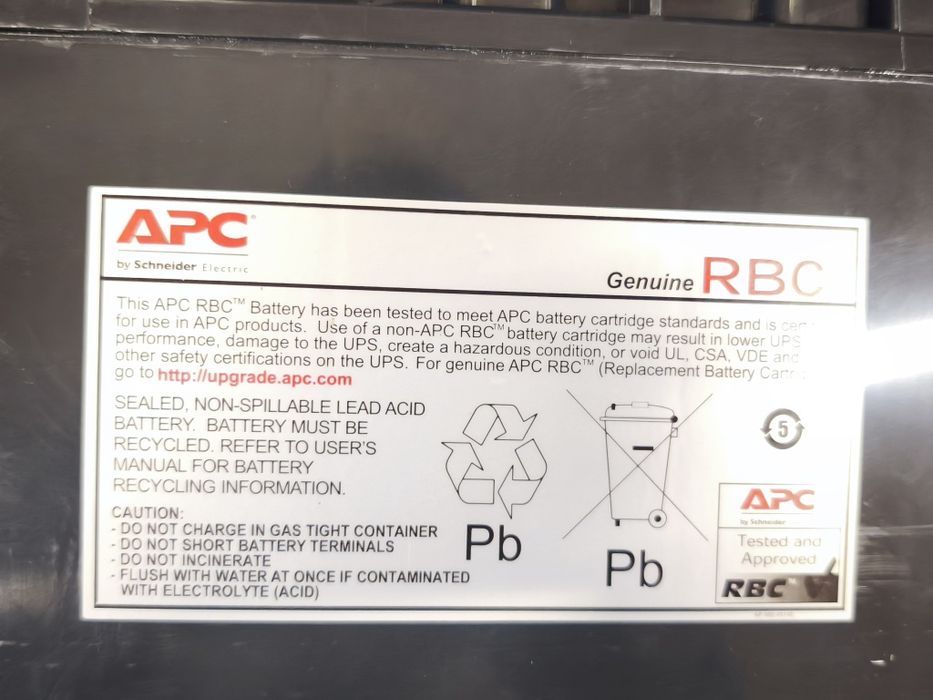 APC®
by Schneider Electric
Genuine RBC
This APC RBC™ Battery has been tested to meet APC battery cartridge standards and is
for use in APC products. Use of a non-APC RBC™ battery cartridge may result in lower UPS
performance, damage to the UPS, create a hazardous condition, or void UL, CSA, VDE and
other safety certifications on the UPS. For genuine APC RBC™ (Replacement Battery
go to http://upgrade.apc.com
SEALED, NON-SPILLABLE LEAD ACID
BATTERY. BATTERY MUST BE
RECYCLED. REFER TO USER'S
MANUAL FOR BATTERY
RECYCLING INFORMATION.
CAUTION:
- DO NOT CHARGE IN GAS TIGHT CONTAINER
- DO NOT SHORT BATTERY TERMINALS
- DO NOT INCINERATE
- FLUSH WITH WATER AT ONCE IF CONTAMINATED
WITH ELECTROLYTE (ACID)
Pb
Pb
5
APC
by Schneider
Tested and
Approved
RBC™